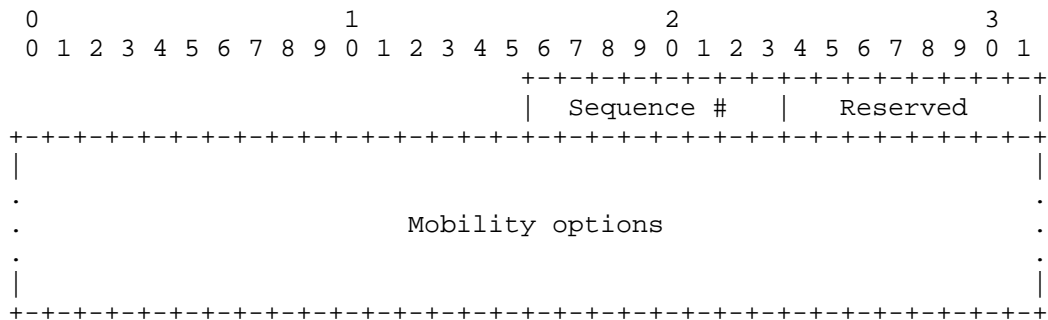 0                   1                   2                   3
 0 1 2 3 4 5 6 7 8 9 0 1 2 3 4 5 6 7 8 9 0 1 2 3 4 5 6 7 8 9 0 1
                                +-+-+-+-+-+-+-+-+-+-+-+-+-+-+-+-+
                                |  Sequence #   |   Reserved    |
+-+-+-+-+-+-+-+-+-+-+-+-+-+-+-+-+-+-+-+-+-+-+-+-+-+-+-+-+-+-+-+-+
|                                                               |
.                                                               .
.                        Mobility options                       .
.                                                               .
|                                                               |
+-+-+-+-+-+-+-+-+-+-+-+-+-+-+-+-+-+-+-+-+-+-+-+-+-+-+-+-+-+-+-+-+